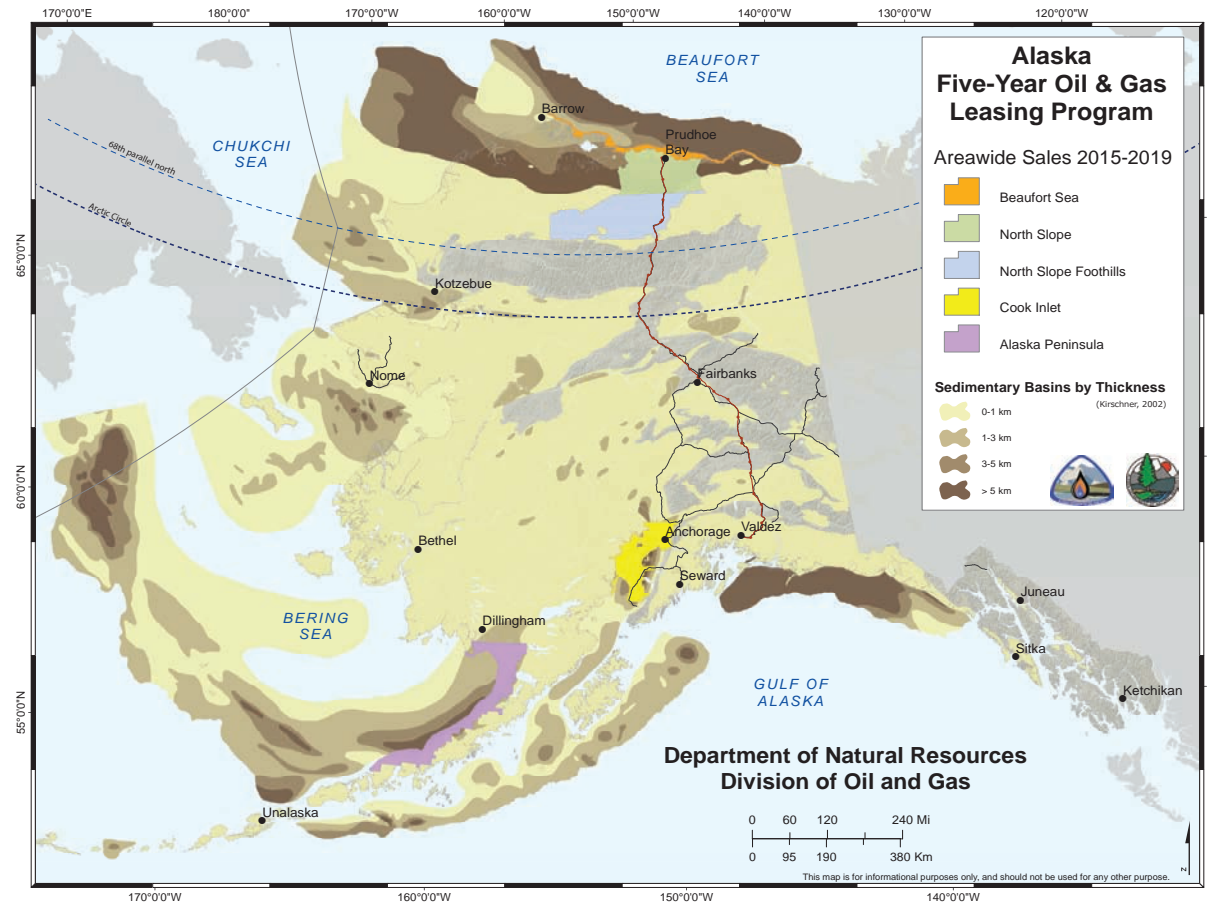 170°0'0"E
180°0'0"
170°0'0"W
160°0'0"W
150°0'0"W
140°0'0"W
130°0'0"W
120°0'0"W
BEAUFORT
SEA
Alaska
Five-Year Oil & Gas
Leasing Program
Areawide Sales 2015-2019
Beaufort Sea
North Slope
North Slope Foothills
Cook Inlet
Alaska Peninsula
Sedimentary Basins by Thickness
(Kirschner, 2002)
0-1 km
1-3 km
3-5 km
> 5 km
Barrow
Prudhoe
Bay
CHUKCHI
SEA
68th parallel north
Arctic Circle
65°0'0"N
Kotzebue
Nome
Fairbanks
60°0'0"N
Anchorage
Valdez
Bethel
Seward
Juneau
BERING
SEA
Dillingham
Sitka
GULF OF
ALASKA
Ketchikan
55°0'0"N
Department of Natural Resources
Division of Oil and Gas
Unalaska
0 60 120 240 Mi
0 95 190 380 Km
N
This map is for informational purposes only, and should not be used for any other purpose.
170°0'0"W
160°0'0"W
150°0'0"W
140°0'0"W